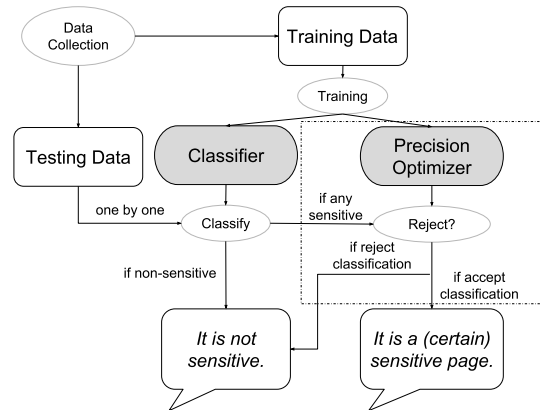 Data
Collection
Training Data
Training
Testing Data
Classifier
Precision
Optimizer
one by one
Classify
if any
sensitive
Reject?
if non-sensitive
if reject
classification
if accept
classification
It is not
sensitive.
It is a (certain)
sensitive page.